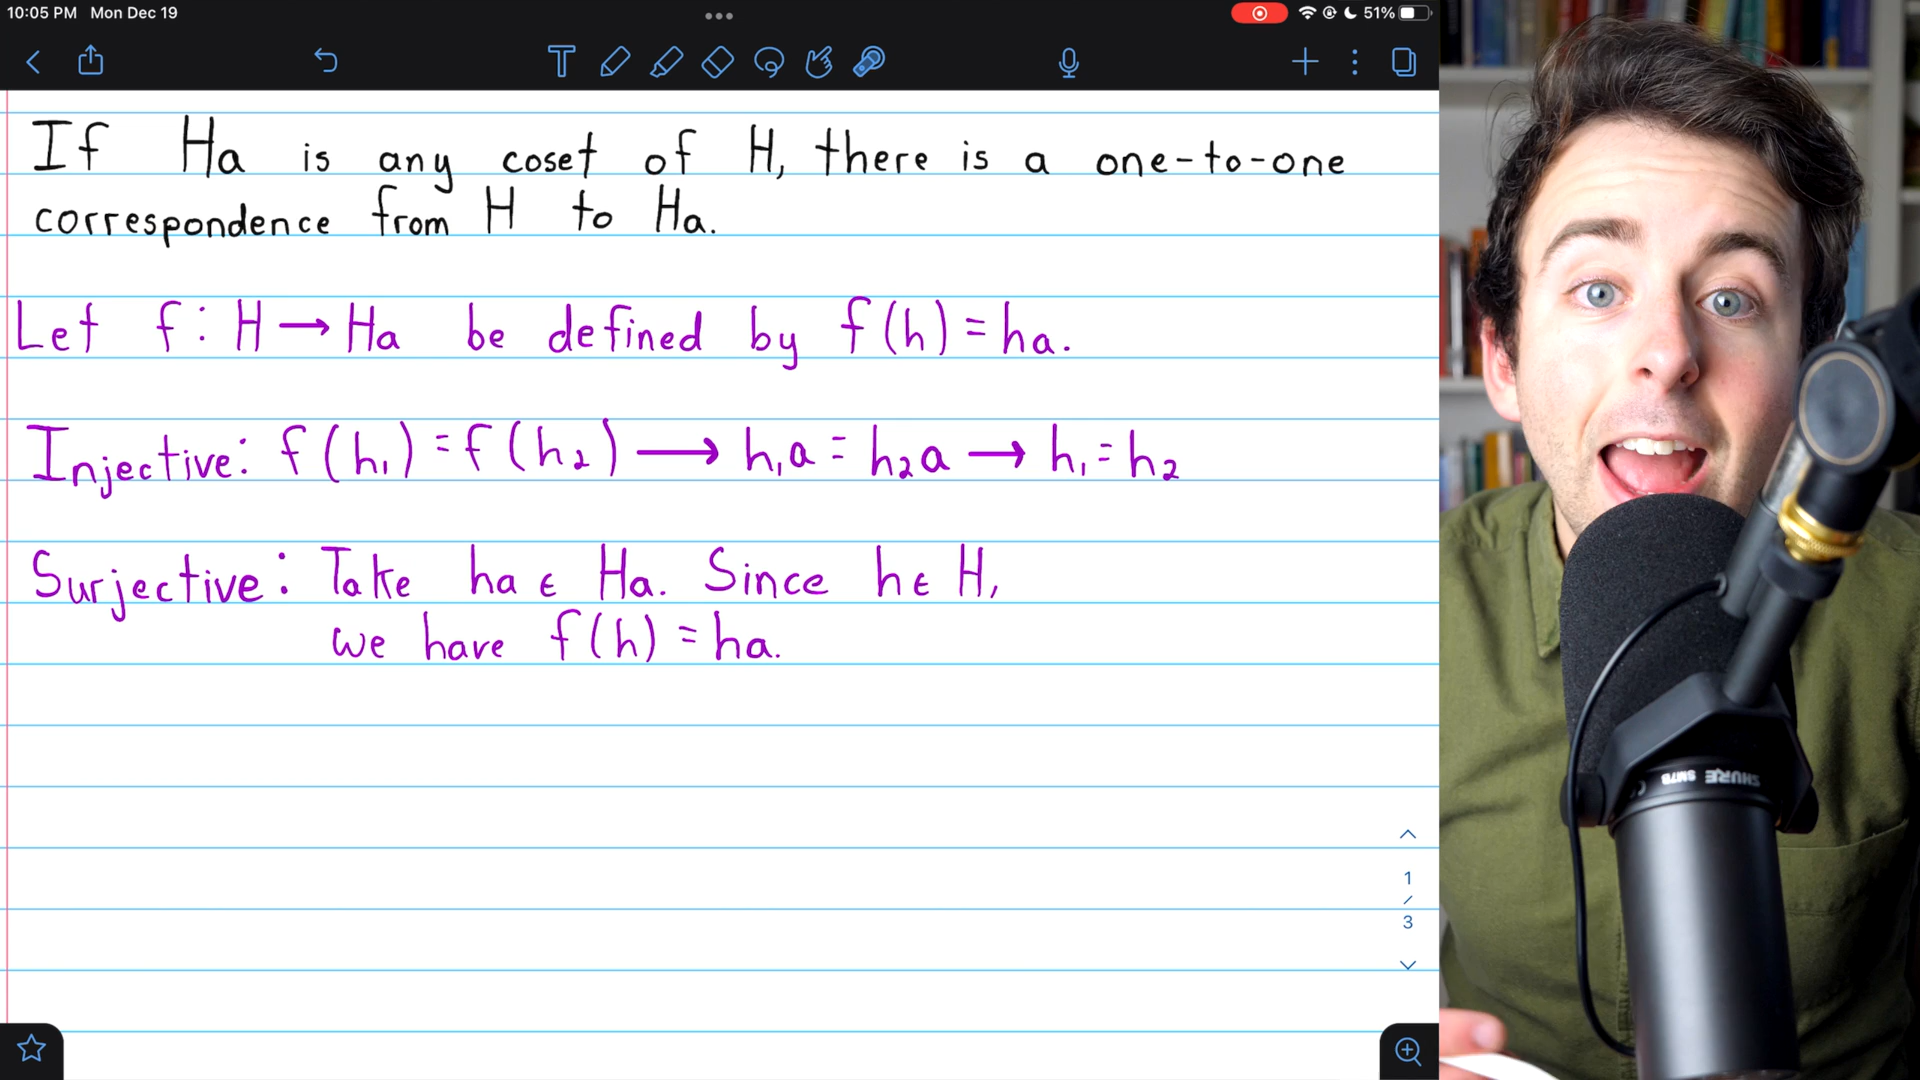 10:05 PM Mon Dec 19
51%
If Ha is any coset of H, there is a one-to-one
correspondence from H to Ha.
Let f: H → Ha be defined by f(h) = ha.
Injective: f(h₁) = f(h₂) → h₁a = h₂a → h₁ = h₂
Surjective: Take ha ∈ Ha. Since h ∈ H,
we have f(h) = ha.
1
/
3
SHURE SM7B